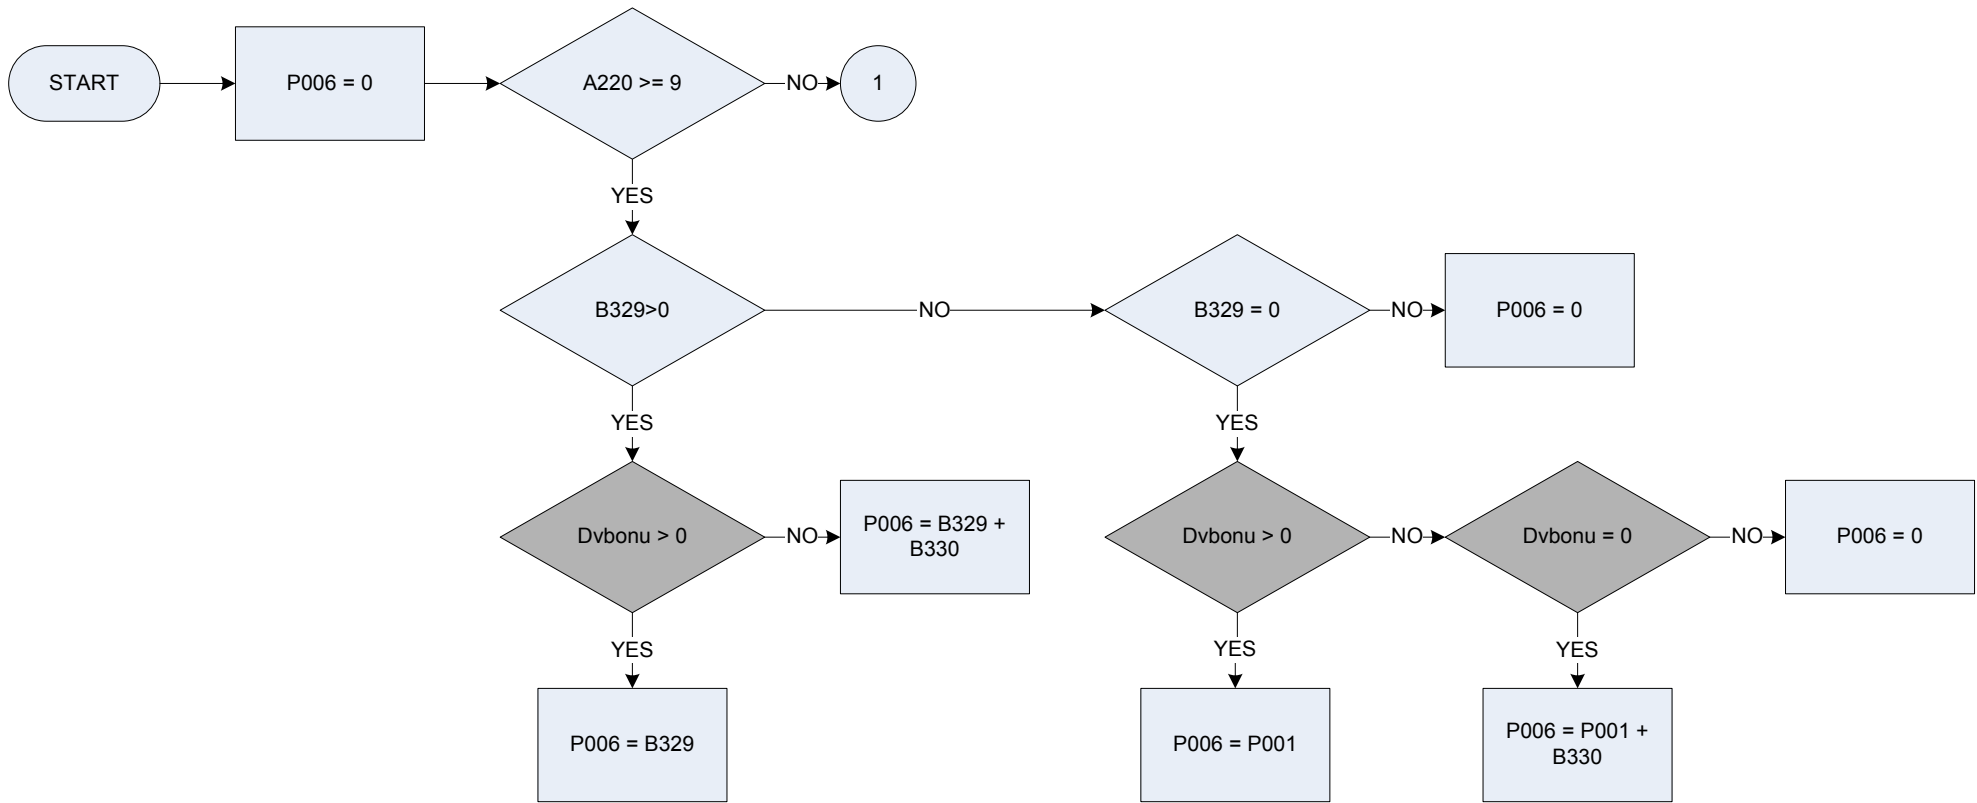 START
P006 = 0
A220 >= 9
NO
1
YES
B329>0
NO
B329 = 0
NO
P006 = 0
YES
YES
Dvbonu > 0
NO
P006 = B329 +
B330
Dvbonu > 0
NO
Dvbonu = 0
NO
P006 = 0
YES
YES
YES
P006 = B329
P006 = P001
P006 = P001 +
B330